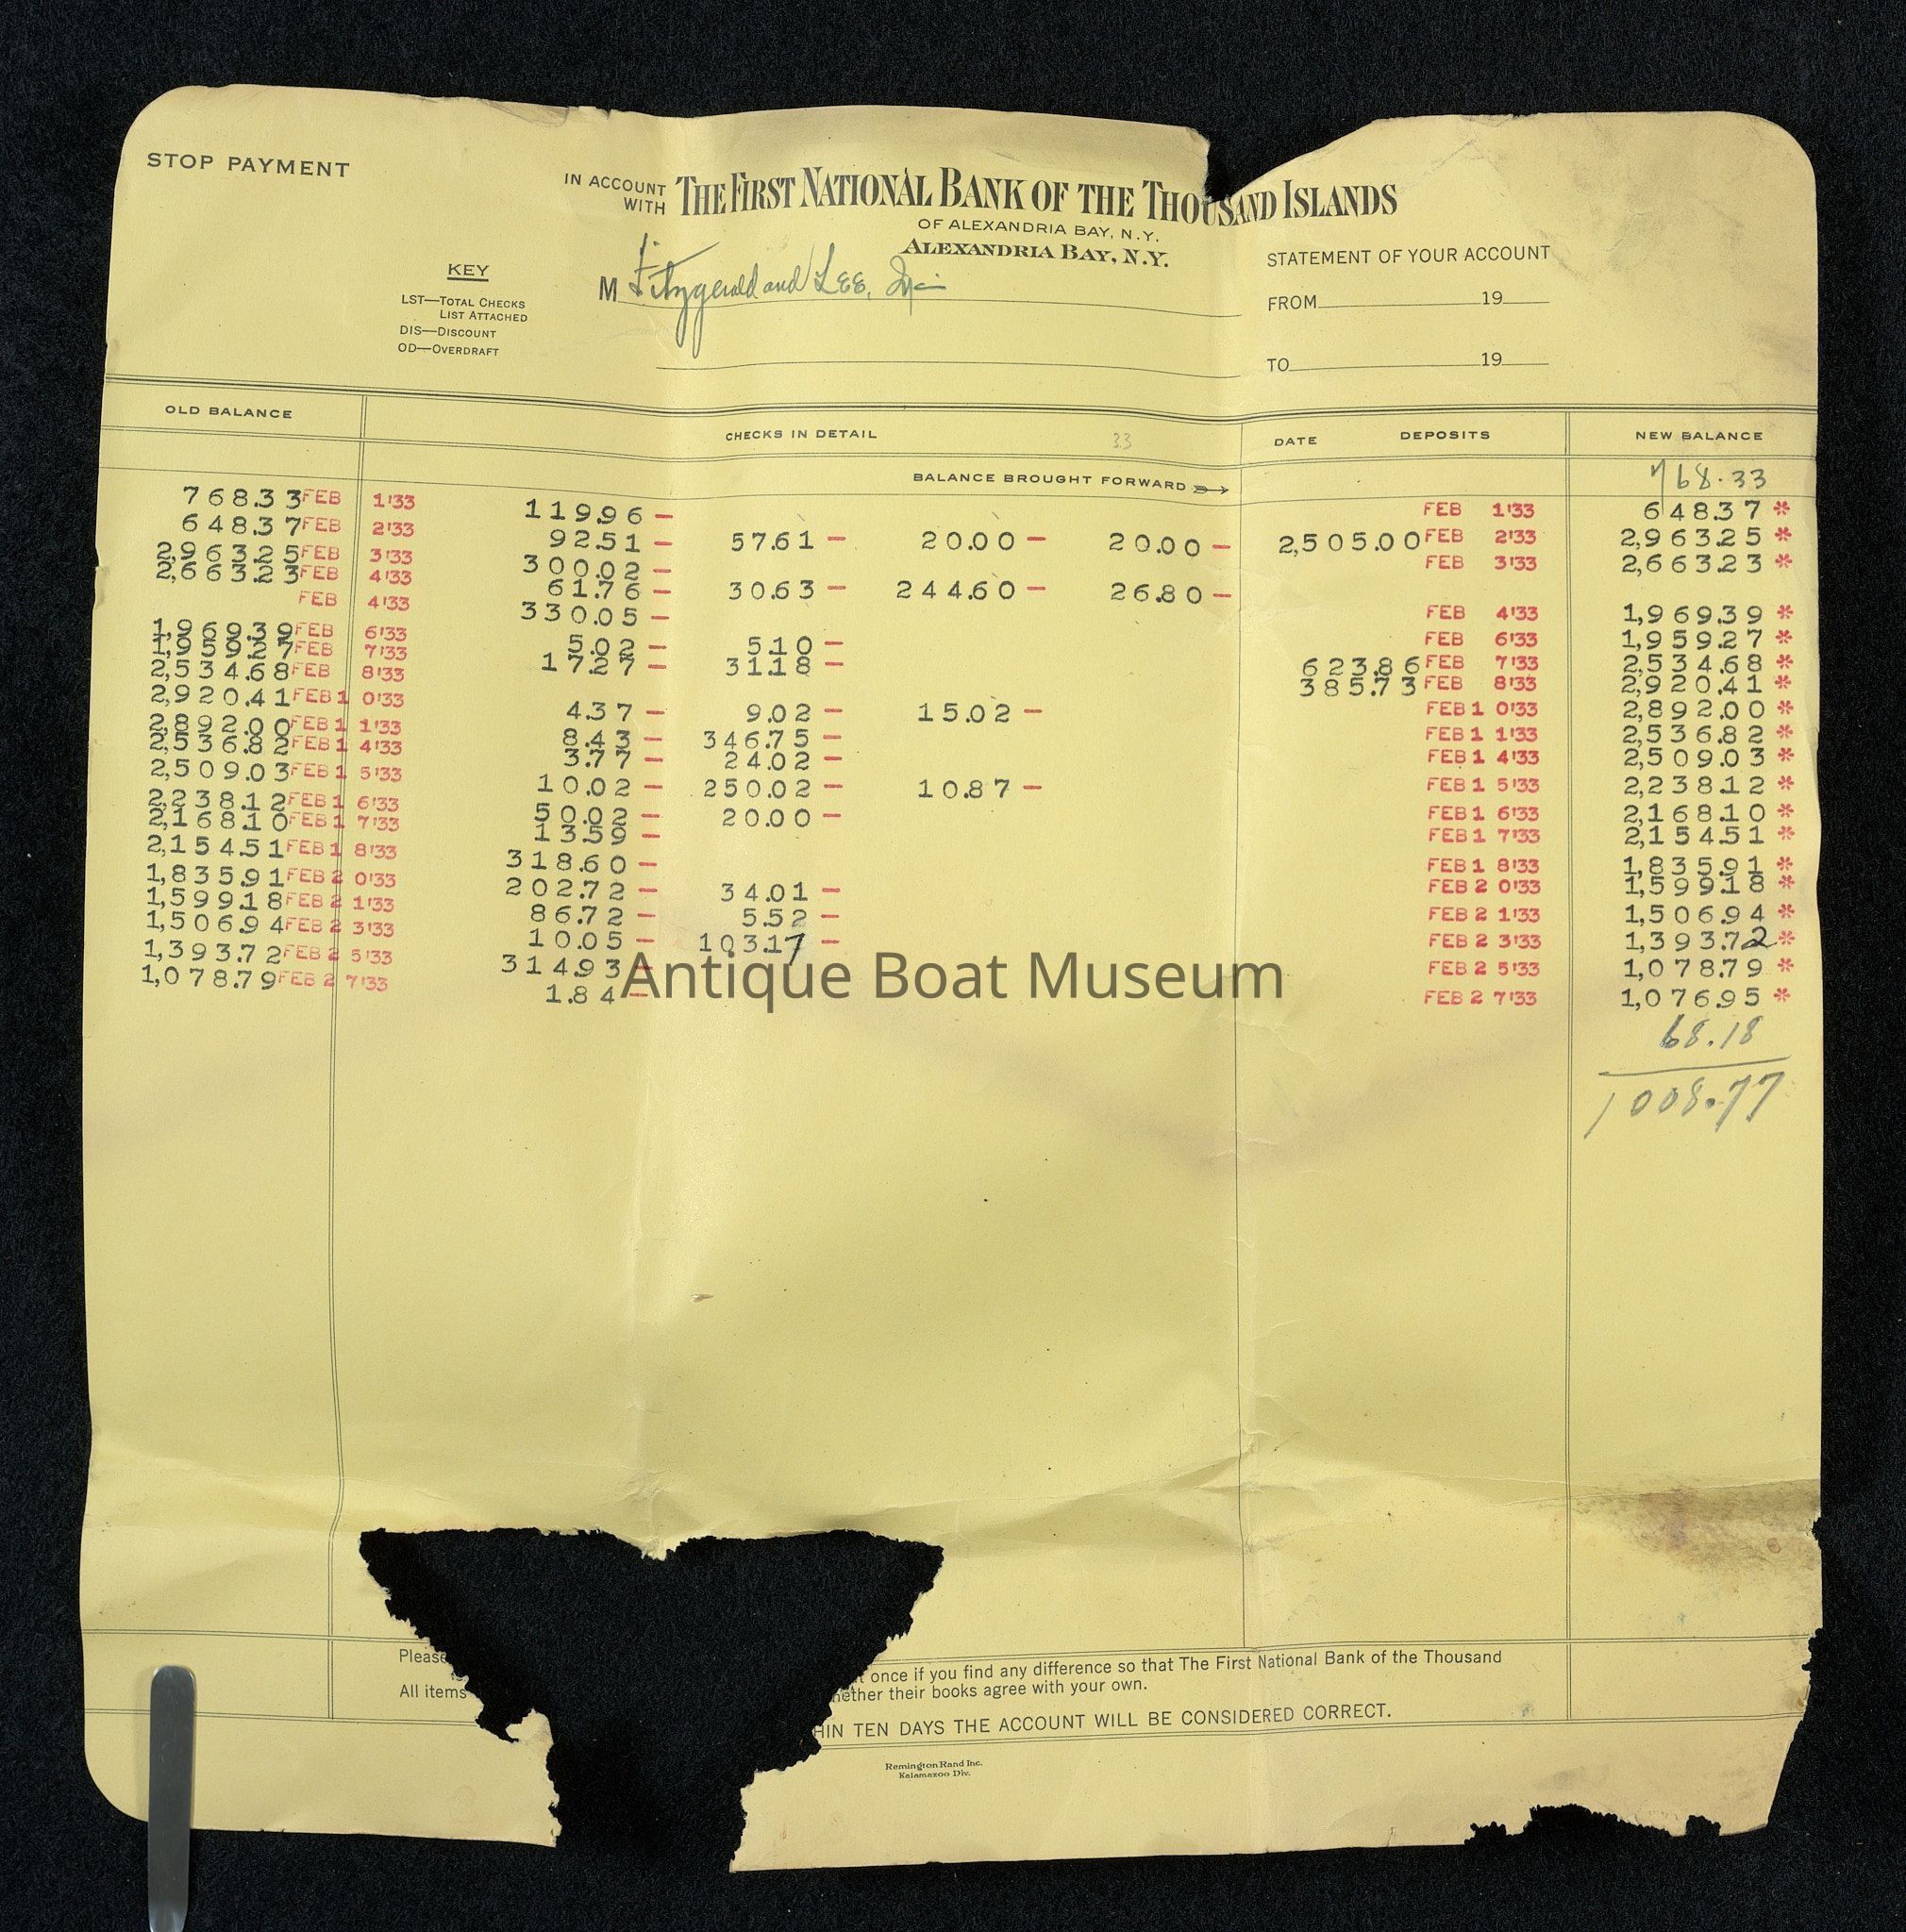 STOP PAYMENT
IN ACCOUNT WITH THE FIRST NATIONAL BANK OF THE THOUSAND ISLANDS
OF ALEXANDRIA BAY, N.Y.
ALEXANDRIA BAY, N.Y.
STATEMENT OF YOUR ACCOUNT
KEY
LST—TOTAL CHECKS
LIST ATTACHED
DIS—DISCOUNT
OD—OVERDRAFT
M Fitzgerald and LEE, Inc
FROM 19
TO 19
OLD BALANCE CHECKS IN DETAIL 33 DATE DEPOSITS NEW BALANCE
BALANCE BROUGHT FORWARD 768.33
768.33 FEB 1'33 119.96 – FEB 1'33 648.37 *
648.37 FEB 2'33 92.51 – 57.61 – 20.00 – 20.00 – 2,505.00 FEB 2'33 2,963.25 *
2,963.25 FEB 3'33 300.02 – FEB 3'33 2,663.23 *
2,663.23 FEB 4'33 61.76 – 30.63 – 244.60 – 26.80 –
FEB 4'33 330.05 – FEB 4'33 1,969.39 *
1,969.39 FEB 6'33 5.02 – 5.10 – FEB 6'33 1,959.27 *
1,959.27 FEB 7'33 17.27 – 31.18 – 623.86 FEB 7'33 2,534.68 *
2,534.68 FEB 8'33 385.73 FEB 8'33 2,920.41 *
2,920.41 FEB 10'33 4.37 – 9.02 – 15.02 – FEB 10'33 2,892.00 *
2,892.00 FEB 11'33 8.43 – 346.75 – FEB 11'33 2,536.82 *
2,536.82 FEB 14'33 3.77 – 24.02 – FEB 14'33 2,509.03 *
2,509.03 FEB 15'33 10.02 – 250.02 – 10.87 – FEB 15'33 2,238.12 *
2,238.12 FEB 16'33 50.02 – 20.00 – FEB 16'33 2,168.10 *
2,168.10 FEB 17'33 13.59 – FEB 17'33 2,154.51 *
2,154.51 FEB 18'33 318.60 – FEB 18'33 1,835.91 *
1,835.91 FEB 20'33 202.72 – 34.01 – FEB 20'33 1,599.18 *
1,599.18 FEB 21'33 86.72 – 5.52 – FEB 21'33 1,506.94 *
1,506.94 FEB 23'33 10.05 – 103.17 – FEB 23'33 1,393.72 *
1,393.72 FEB 25'33 314.93 – FEB 25'33 1,078.79 *
1,078.79 FEB 27'33 1.84 – FEB 27'33 1,076.95 *
Antique Boat Museum
68.18
1008.77
Please once if you find any difference so that The First National Bank of the Thousand
All items their books agree with your own.
TEN DAYS THE ACCOUNT WILL BE CONSIDERED CORRECT.
Remington Rand Inc.
Kalamazoo Div.